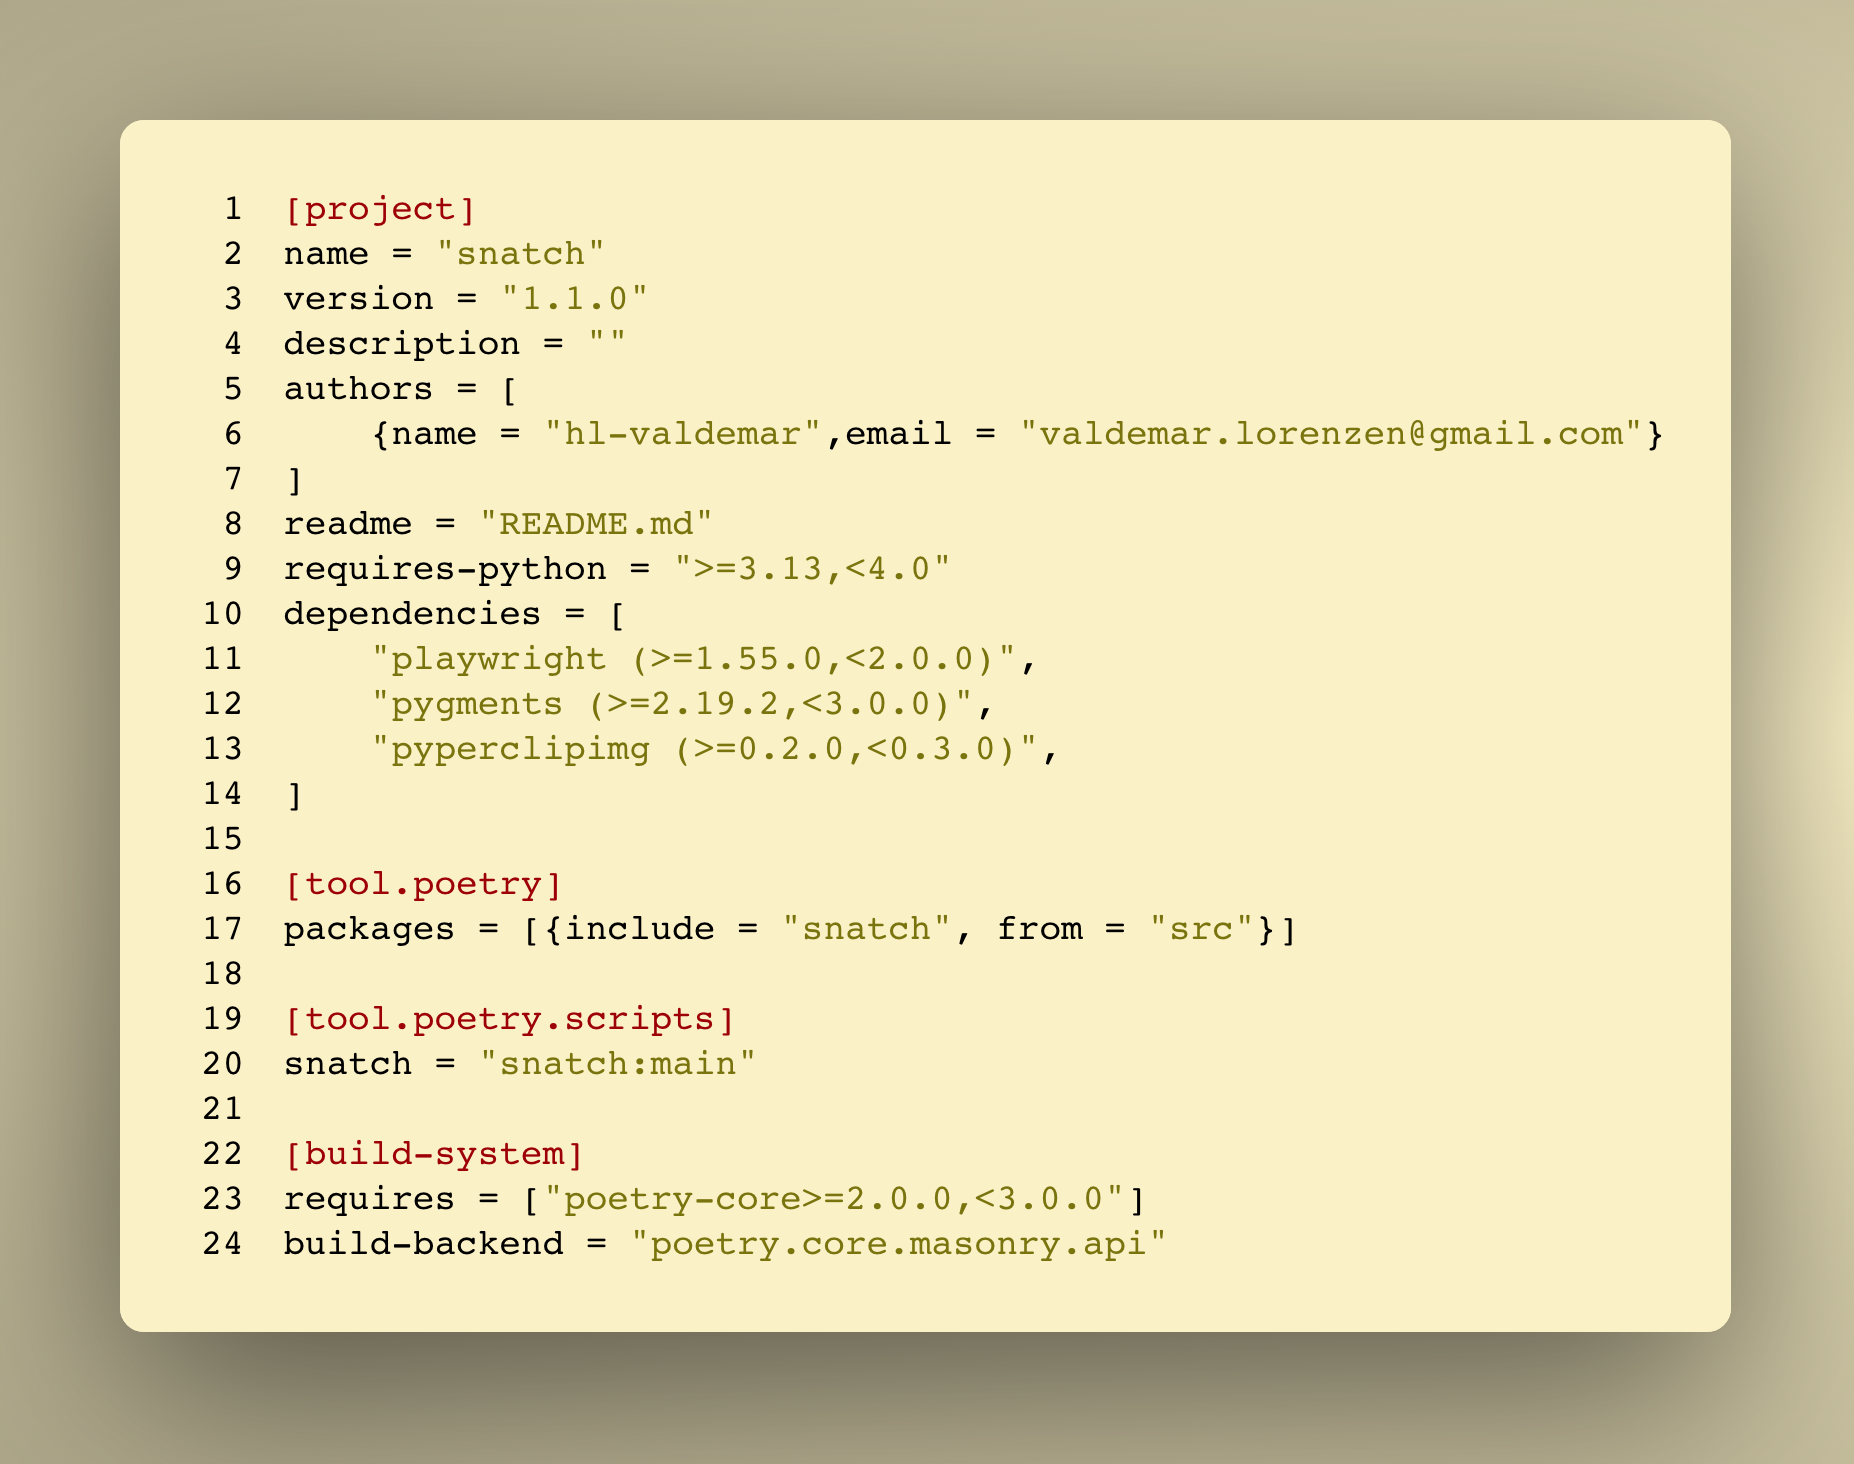 1 [project]
2 name = "snatch"
3 version = "1.1.0"
4 description = ""
5 authors = [
6     {name = "hl-valdemar",email = "valdemar.lorenzen@gmail.com"}
7 ]
8 readme = "README.md"
9 requires-python = ">=3.13,<4.0"
10 dependencies = [
11     "playwright (>=1.55.0,<2.0.0)",
12     "pygments (>=2.19.2,<3.0.0)",
13     "pyperclipimg (>=0.2.0,<0.3.0)",
14 ]
15
16 [tool.poetry]
17 packages = [{include = "snatch", from = "src"}]
18
19 [tool.poetry.scripts]
20 snatch = "snatch:main"
21
22 [build-system]
23 requires = ["poetry-core>=2.0.0,<3.0.0"]
24 build-backend = "poetry.core.masonry.api"